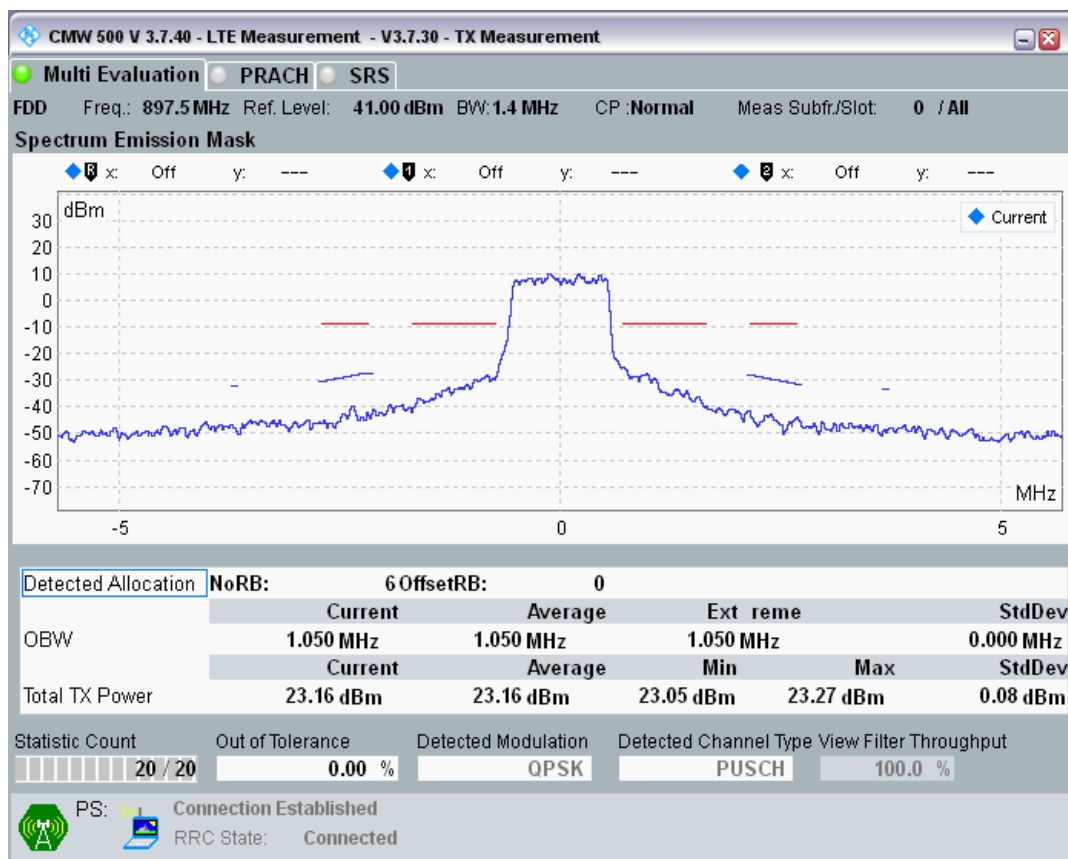 CMW 500 V 3.7.40 - LTE Measurement - V3.7.30 - TX Measurement
Multi Evaluation PRACH SRS
FDD Freq.: 897.5 MHz Ref. Level: 41.00 dBm BW: 1.4 MHz CP :Normal Meas Subfr./Slot: 0 / All
Spectrum Emission Mask
R x: Off y: --- 1 x: Off y: --- 2 x: Off y: ---
dBm
Current
30
20
10
0
-10
-20
-30
-40
-50
-60
-70
MHz
-5 0 5
Detected Allocation NoRB: 6 OffsetRB: 0
Current Average Ext reme StdDev
OBW 1.050 MHz 1.050 MHz 1.050 MHz 0.000 MHz
Current Average Min Max StdDev
Total TX Power 23.16 dBm 23.16 dBm 23.05 dBm 23.27 dBm 0.08 dBm
Statistic Count Out of Tolerance Detected Modulation Detected Channel Type View Filter Throughput
20 / 20 0.00 % QPSK PUSCH 100.0 %
PS: Connection Established
RRC State: Connected